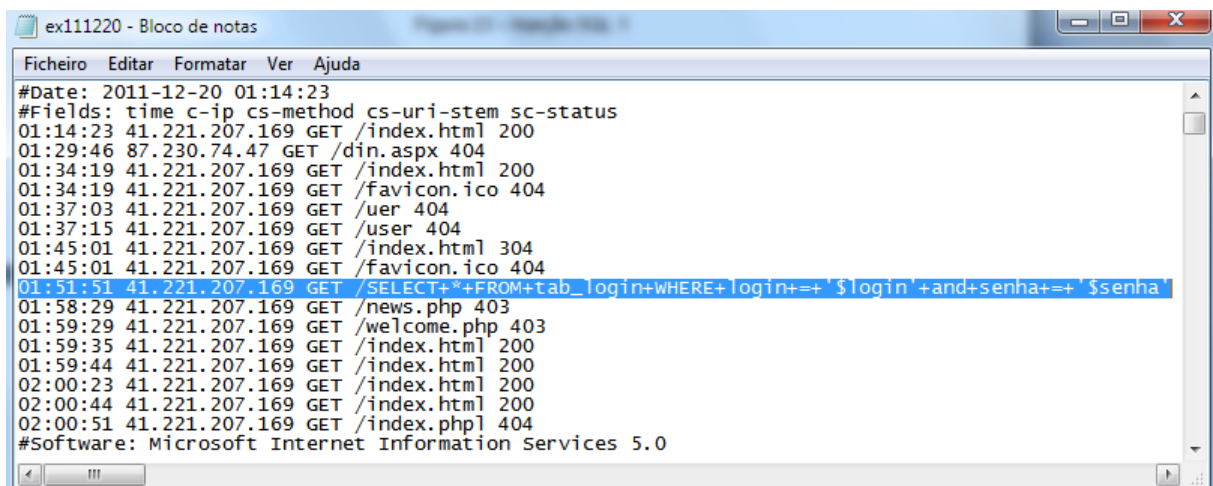 ex111220 - Bloco de notas
Ficheiro Editar Formatar Ver Ajuda
#Date: 2011-12-20 01:14:23
#Fields: time c-ip cs-method cs-uri-stem sc-status
01:14:23 41.221.207.169 GET /index.html 200
01:29:46 87.230.74.47 GET /din.aspx 404
01:34:19 41.221.207.169 GET /index.html 200
01:34:19 41.221.207.169 GET /favicon.ico 404
01:37:03 41.221.207.169 GET /uer 404
01:37:15 41.221.207.169 GET /user 404
01:45:01 41.221.207.169 GET /index.html 304
01:45:01 41.221.207.169 GET /favicon.ico 404
01:51:51 41.221.207.169 GET /SELECT+*+FROM+tab_login+WHERE+login+=+'$login'+and+senha+=+'$senha'
01:58:29 41.221.207.169 GET /news.php 403
01:59:29 41.221.207.169 GET /welcome.php 403
01:59:35 41.221.207.169 GET /index.html 200
01:59:44 41.221.207.169 GET /index.html 200
02:00:23 41.221.207.169 GET /index.html 200
02:00:44 41.221.207.169 GET /index.html 200
02:00:51 41.221.207.169 GET /index.phpl 404
#Software: Microsoft Internet Information Services 5.0